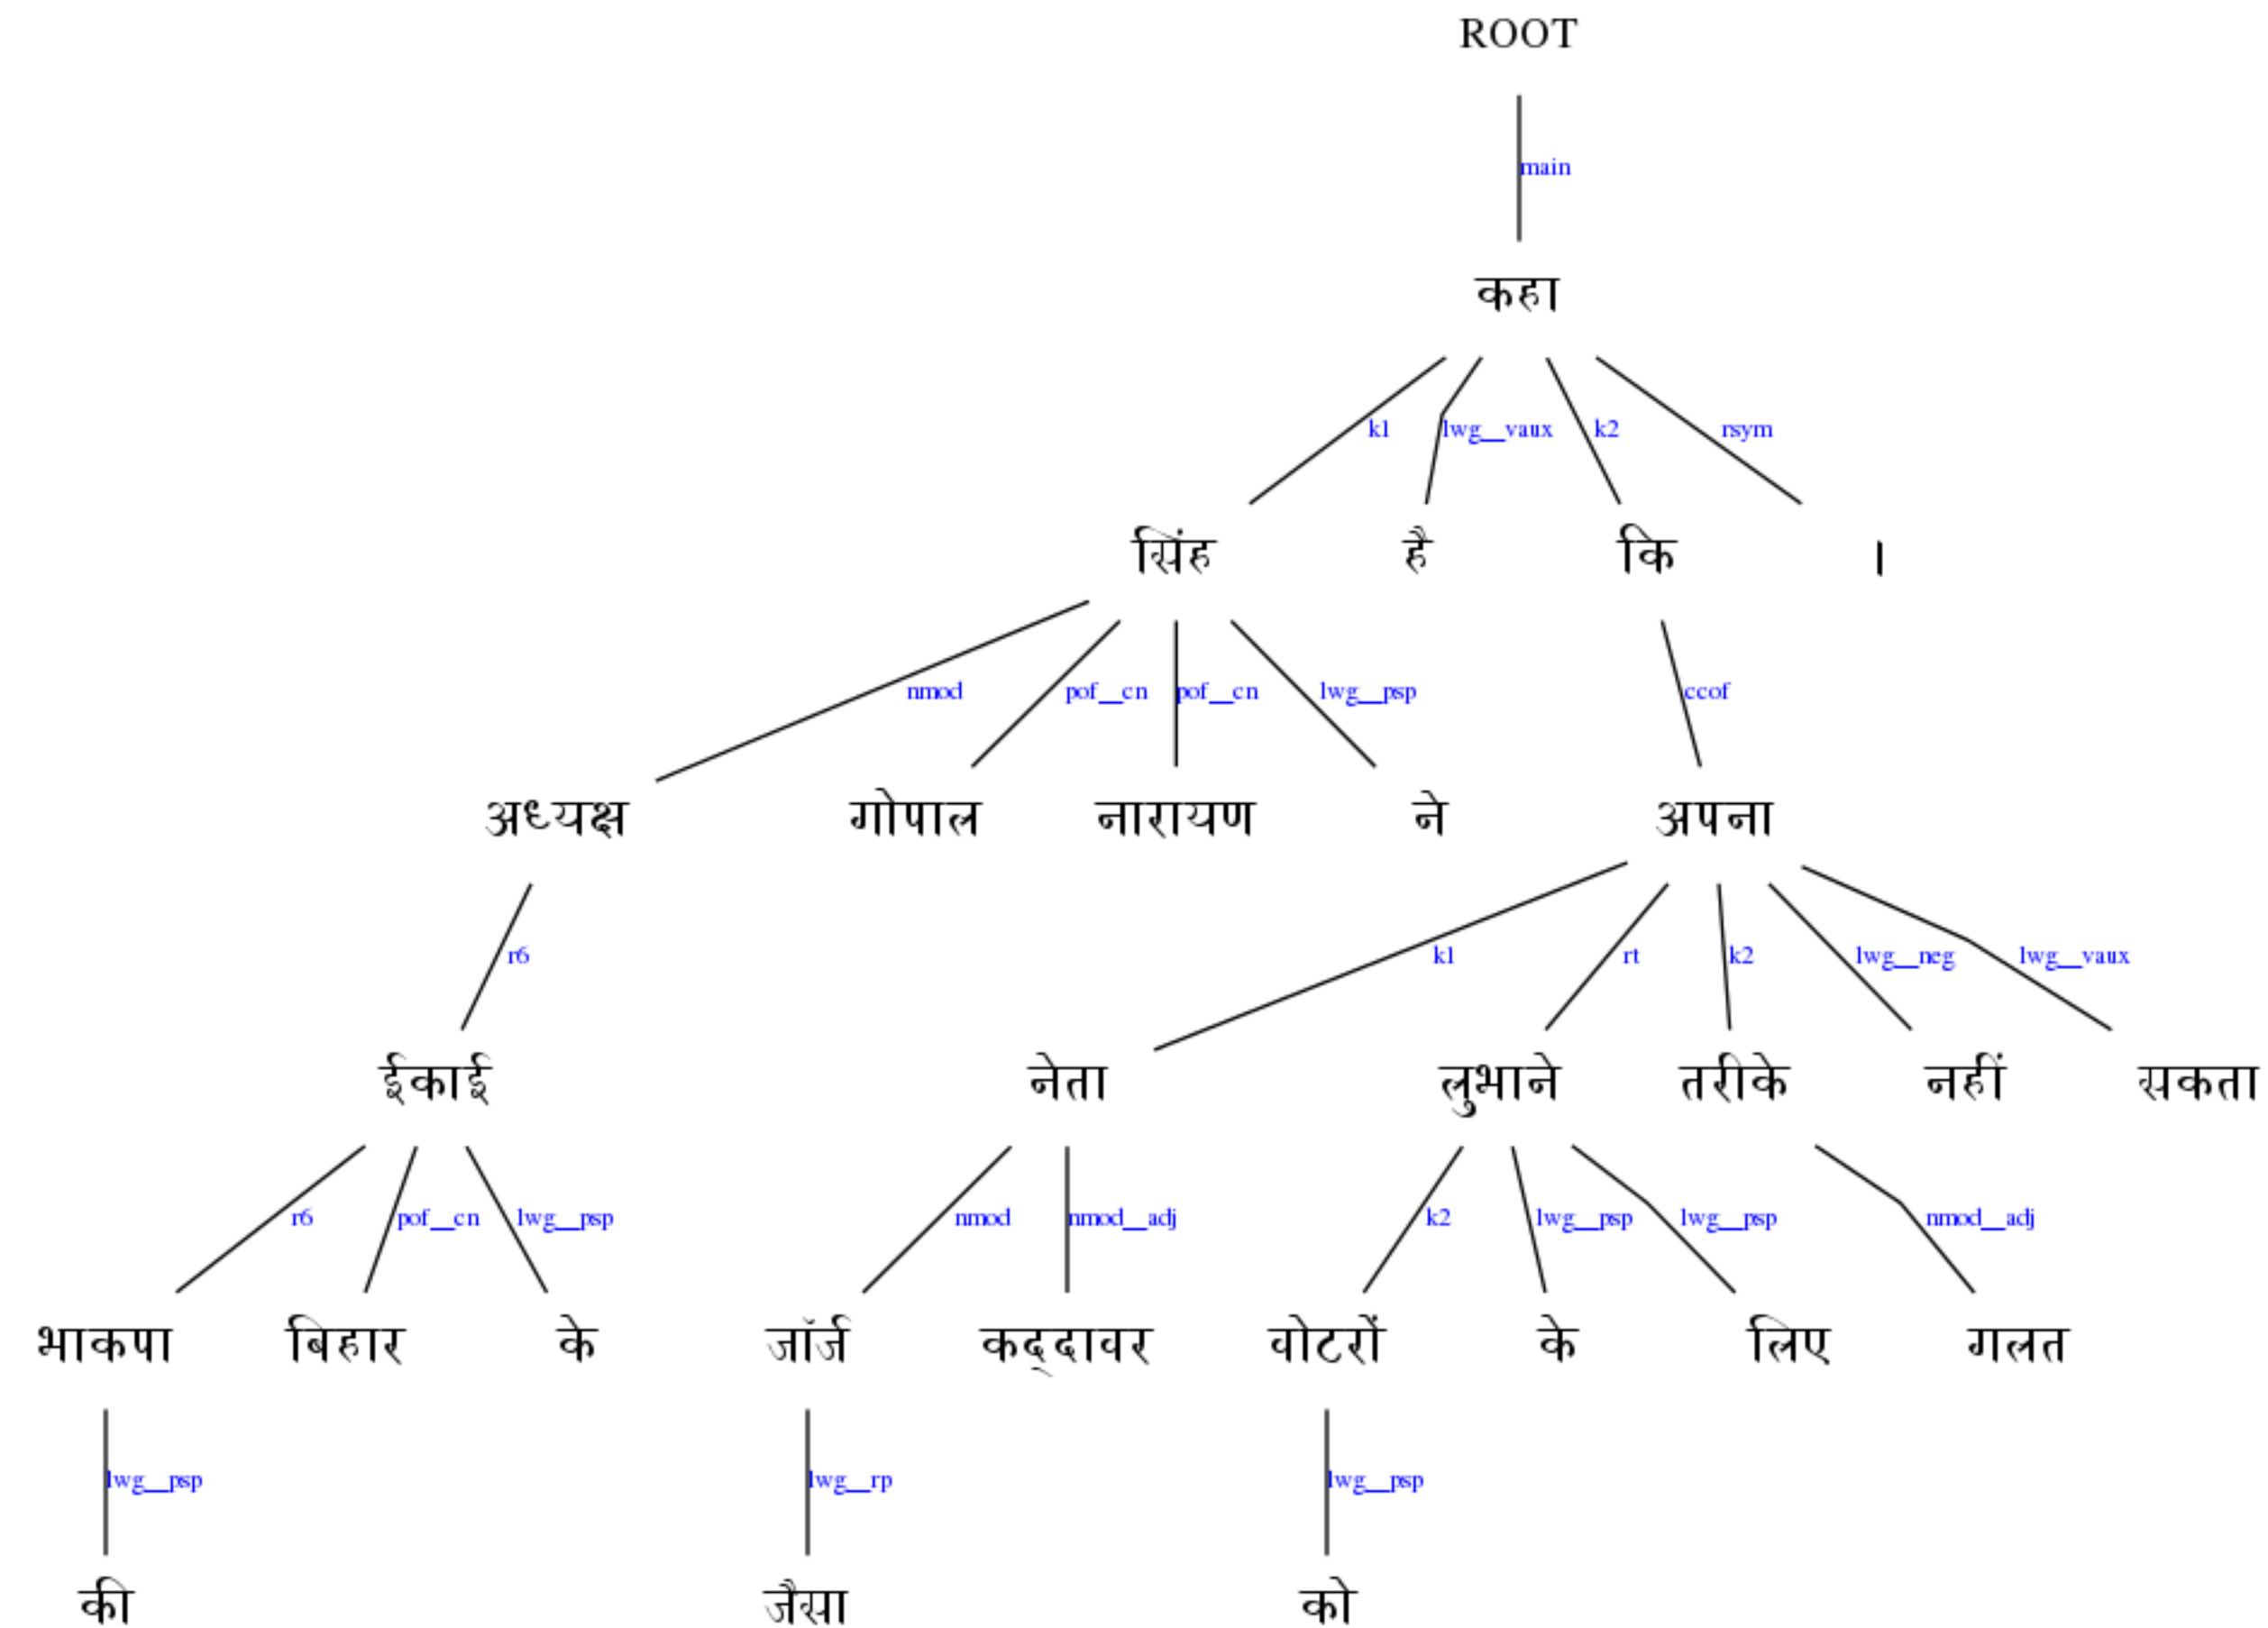 ROOT
main
कहा
k1 lwg__vaux k2 rsym
सिंह है कि ।
nmod pof__cn pof__cn lwg__psp ccof
अध्यक्ष गोपाल नारायण ने अपना
r6 k1 rt k2 lwg__neg lwg__vaux
ईकाई नेता लुभाने तरीके नहीं सकता
r6 pof__cn lwg__psp nmod nmod__adj k2 lwg__psp lwg__psp nmod__adj
भाकपा बिहार के जॉर्ज कद्दावर वोटरों के लिए गलत
lwg__psp lwg__rp lwg__psp
की जैसा को